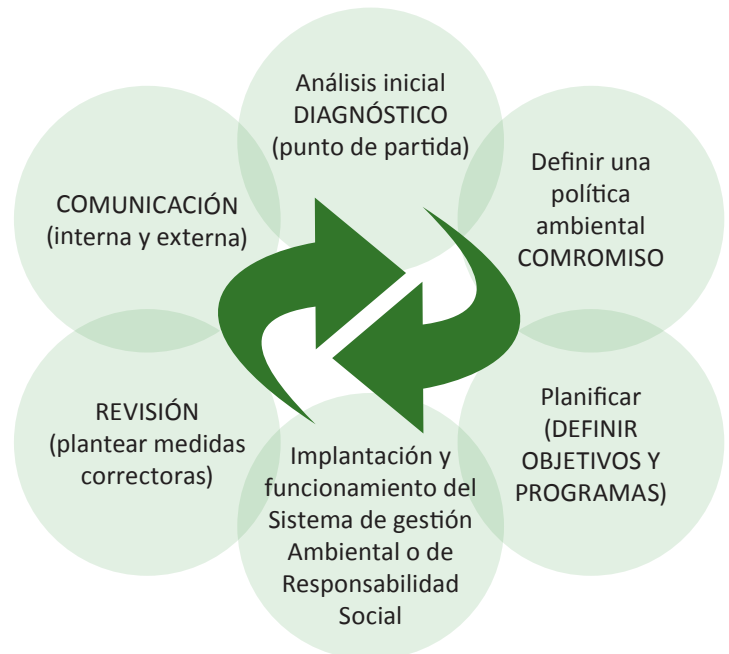 Análisis inicial
DIAGNÓSTICO
(punto de partida)
Definir una
política
ambiental
COMROMISO
Planificar
(DEFINIR
OBJETIVOS Y
PROGRAMAS)
Implantación y
funcionamiento del
Sistema de gestión
Ambiental o de
Responsabilidad
Social
REVISIÓN
(plantear medidas
correctoras)
COMUNICACIÓN
(interna y externa)